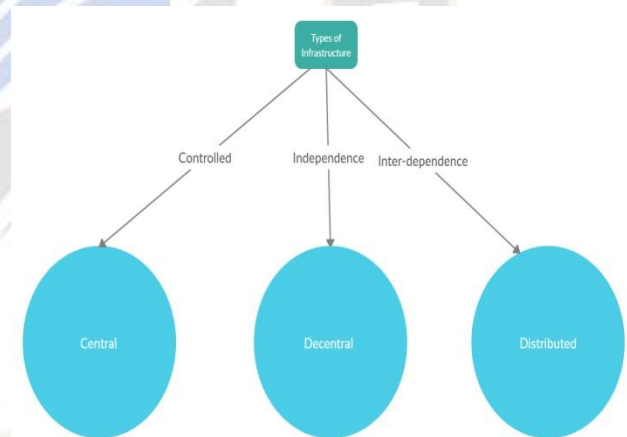 Types of
Infrastructure
Controlled
Independence
Inter-dependence
Central
Decentral
Distributed